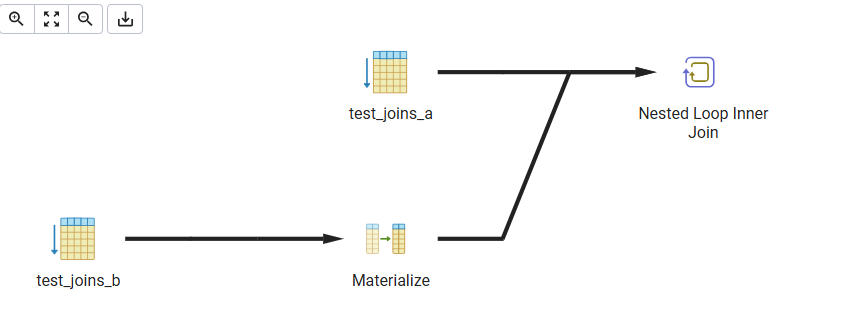 test_joins_a
Nested Loop Inner
Join
test_joins_b
Materialize